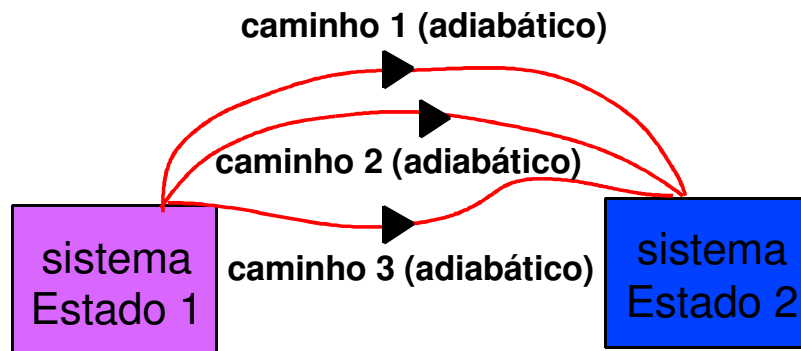 caminho 1 (adiabático)
caminho 2 (adiabático)
caminho 3 (adiabático)
sistema
Estado 1
sistema
Estado 2